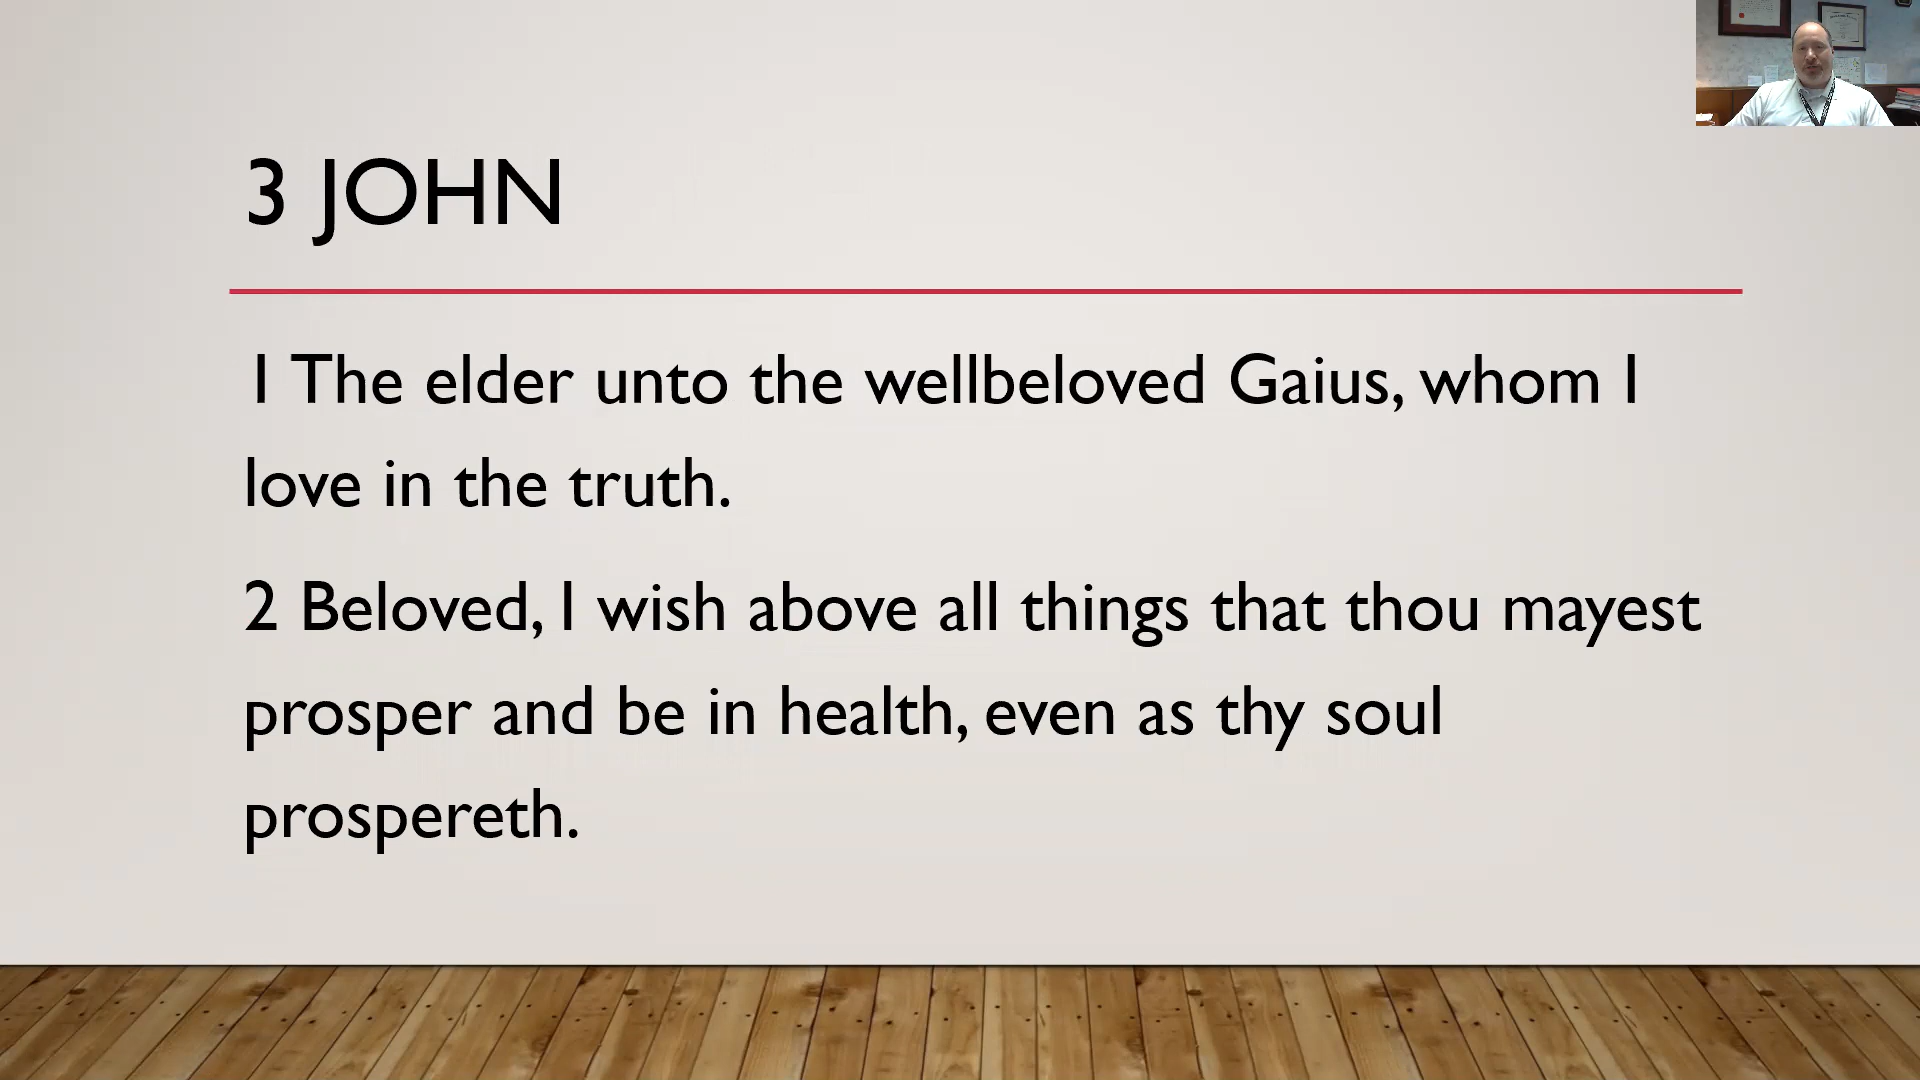 3 JOHN
1 The elder unto the wellbeloved Gaius, whom I
love in the truth.
2 Beloved, I wish above all things that thou mayest
prosper and be in health, even as thy soul
prospereth.